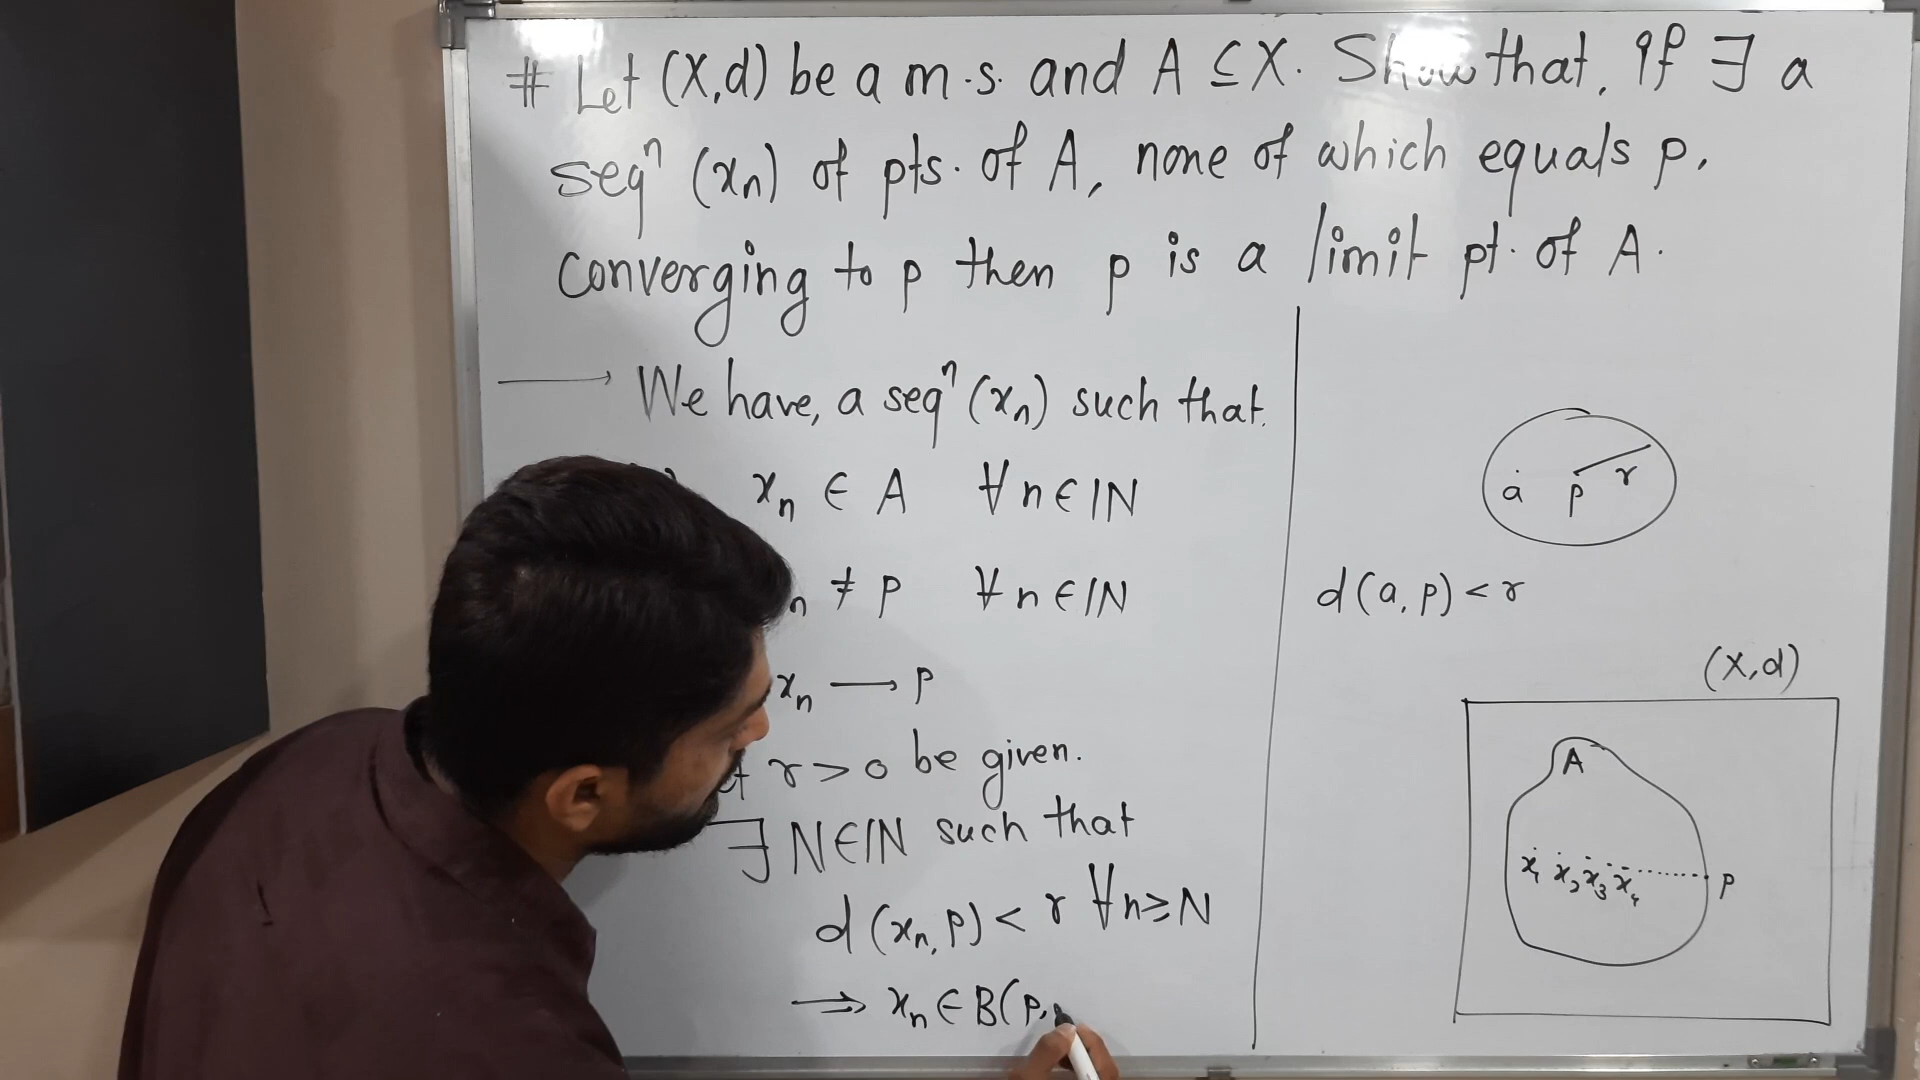 # Let (X,d) be a m.s. and A ⊆ X. Show that, if ∃ a
seqⁿ (xₙ) of pts. of A, none of which equals p,
converging to p then p is a limit pt. of A.
⟶ We have, a seqⁿ (xₙ) such that.
xₙ ∈ A ∀ n ∈ ℕ
ₙ ≠ p ∀ n ∈ ℕ
xₙ ⟶ p
r > 0 be given.
∃ N ∈ ℕ such that
d (xₙ, p) < r ∀ n ≥ N
⟹ xₙ ∈ B(p,
a p r
d(a, p) < r
(X,d)
A
x₁ x₂ x₃ x₄ ........ p